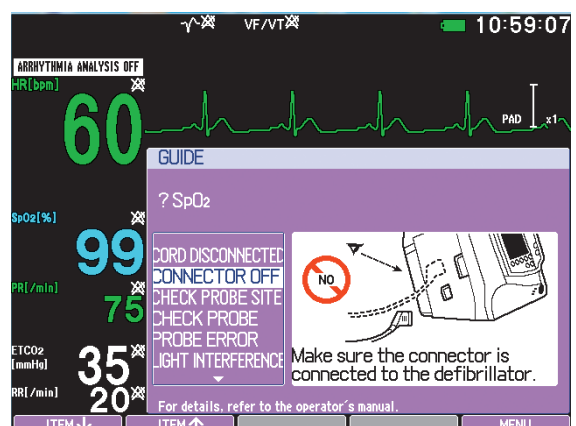 VF/VT
10:59:07
ARRHYTHMIA ANALYSIS OFF
HR[bpm]
60
PAD
x1
GUIDE
? SpO2
SpO2[%]
99
CORD DISCONNECTED
CONNECTOR OFF
CHECK PROBE SITE
CHECK PROBE
PROBE ERROR
LIGHT INTERFERENCE
NO
PR[/min]
75
Make sure the connector is
connected to the defibrillator.
ETCO2
[mmHg]
35
RR[/min]
20
For details, refer to the operator's manual.
ITEM ↓
ITEM ↑
MENU